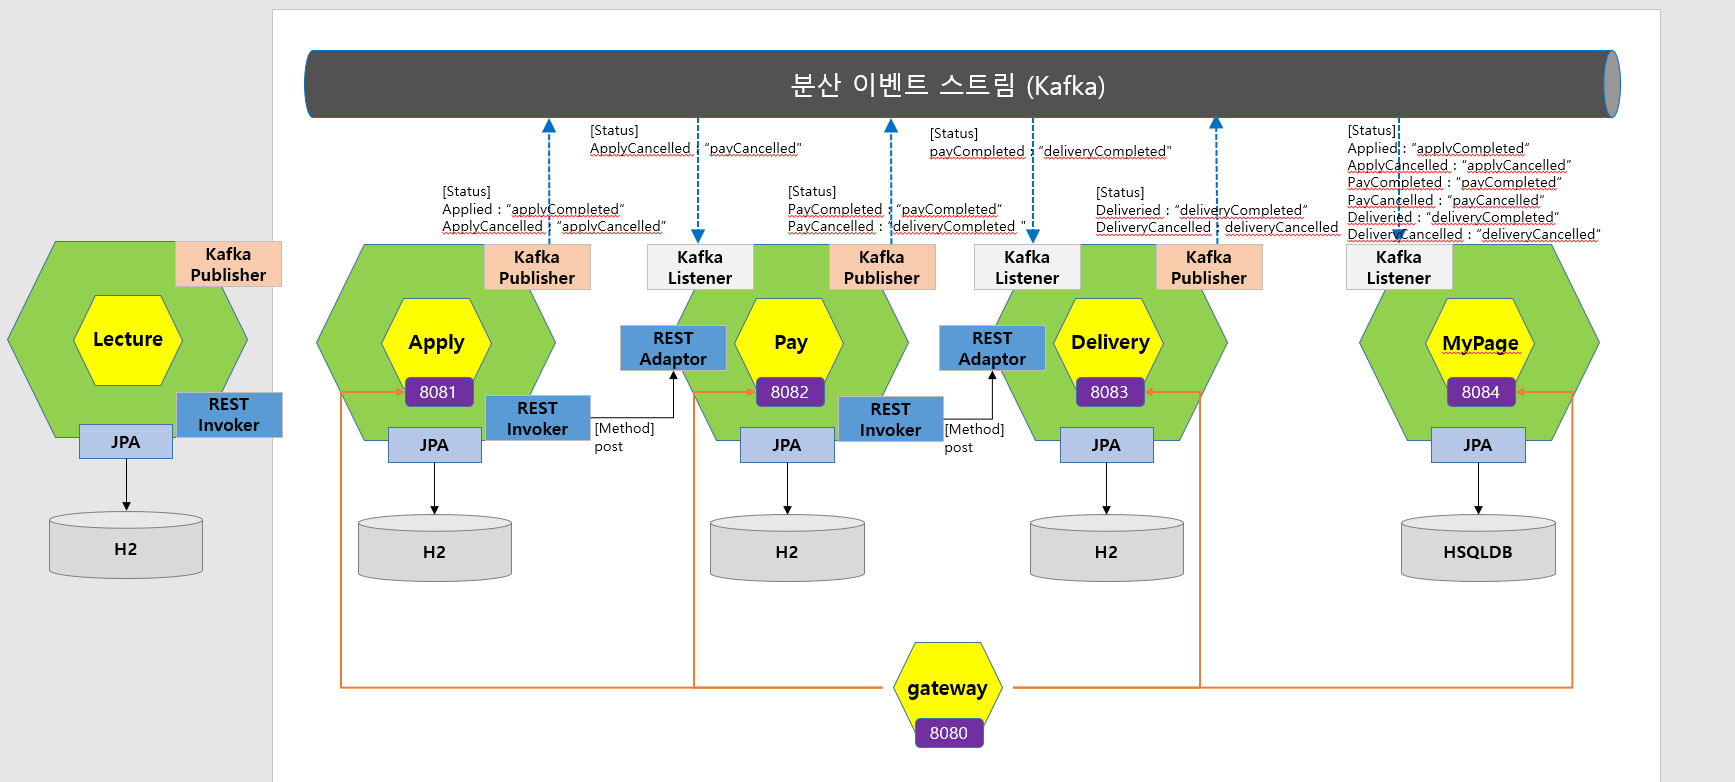 분산 이벤트 스트림 (Kafka)
[Status]
ApplyCancelled : “payCancelled"
[Status]
payCompleted : “deliveryCompleted"
[Status]
Applied : “applyCompleted“
ApplyCancelled : “applyCancelled”
PayCompleted : “payCompleted”
PayCancelled : “payCancelled”
Deliveried : “deliveryCompleted“
DeliveryCancelled : “deliveryCancelled”
[Status]
Applied : “applyCompleted“
ApplyCancelled : “applyCancelled”
[Status]
PayCompleted : “payCompleted“
PayCancelled : “deliveryCompleted "
[Status]
Deliveried : “deliveryCompleted”
DeliveryCancelled : deliveryCancelled
Kafka
Publisher
Lecture
REST
Invoker
JPA
H2
Kafka
Publisher
Apply
8081
REST
Invoker
[Method]
post
JPA
H2
Kafka
Listener
Kafka
Publisher
REST
Adaptor
Pay
8082
REST
Invoker
[Method]
post
JPA
H2
Kafka
Listener
Kafka
Publisher
REST
Adaptor
Delivery
8083
JPA
H2
Kafka
Listener
MyPage
8084
JPA
HSQLDB
gateway
8080